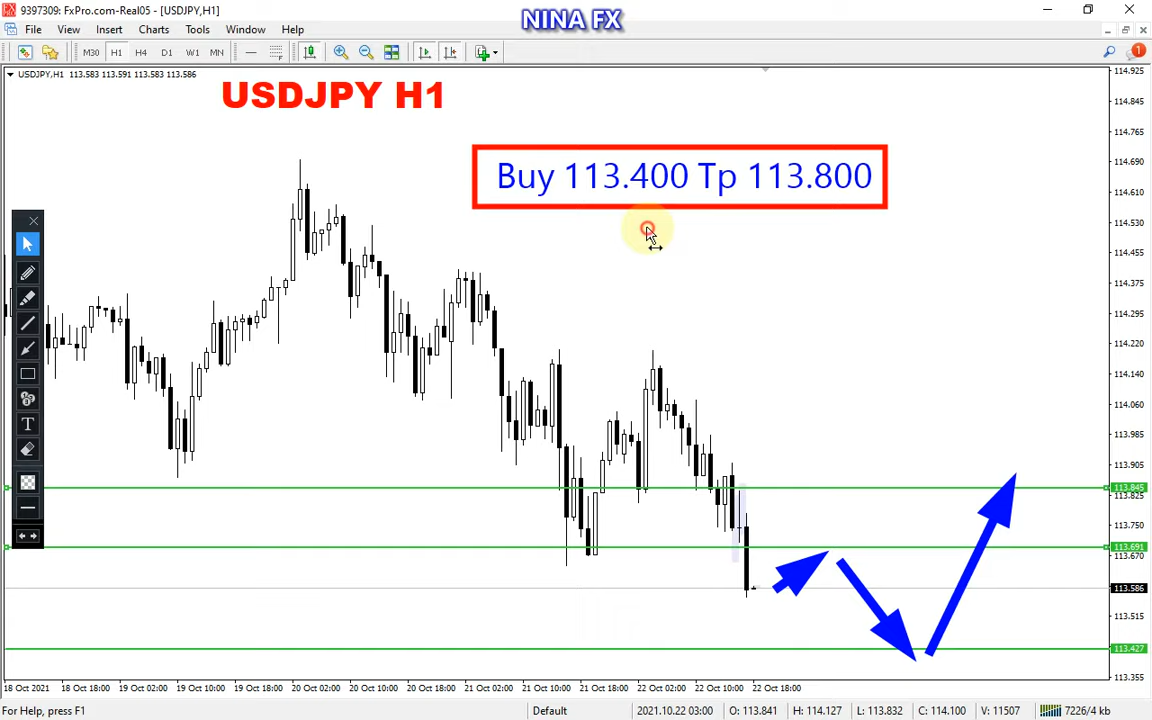 9397309: FxPro.com-Real05 - [USDJPY,H1]
NINA FX
File View Insert Charts Tools Window Help
M30 H1 H4 D1 W1 MN
1
USDJPY,H1 113.583 113.591 113.583 113.586
USDJPY H1
Buy 113.400 Tp 113.800
T
114.925
114.845
114.765
114.690
114.610
114.530
114.455
114.375
114.295
114.220
114.140
114.060
113.985
113.905
113.845
113.825
113.750
113.691
113.670
113.586
113.515
113.427
113.355
18 Oct 2021 18 Oct 18:00 19 Oct 02:00 19 Oct 10:00 19 Oct 18:00 20 Oct 02:00 20 Oct 10:00 20 Oct 18:00 21 Oct 02:00 21 Oct 10:00 21 Oct 18:00 22 Oct 02:00 22 Oct 10:00 22 Oct 18:00
For Help, press F1 Default 2021.10.22 03:00 O: 113.841 H: 114.127 L: 113.832 C: 114.100 V: 11507 7226/4 kb